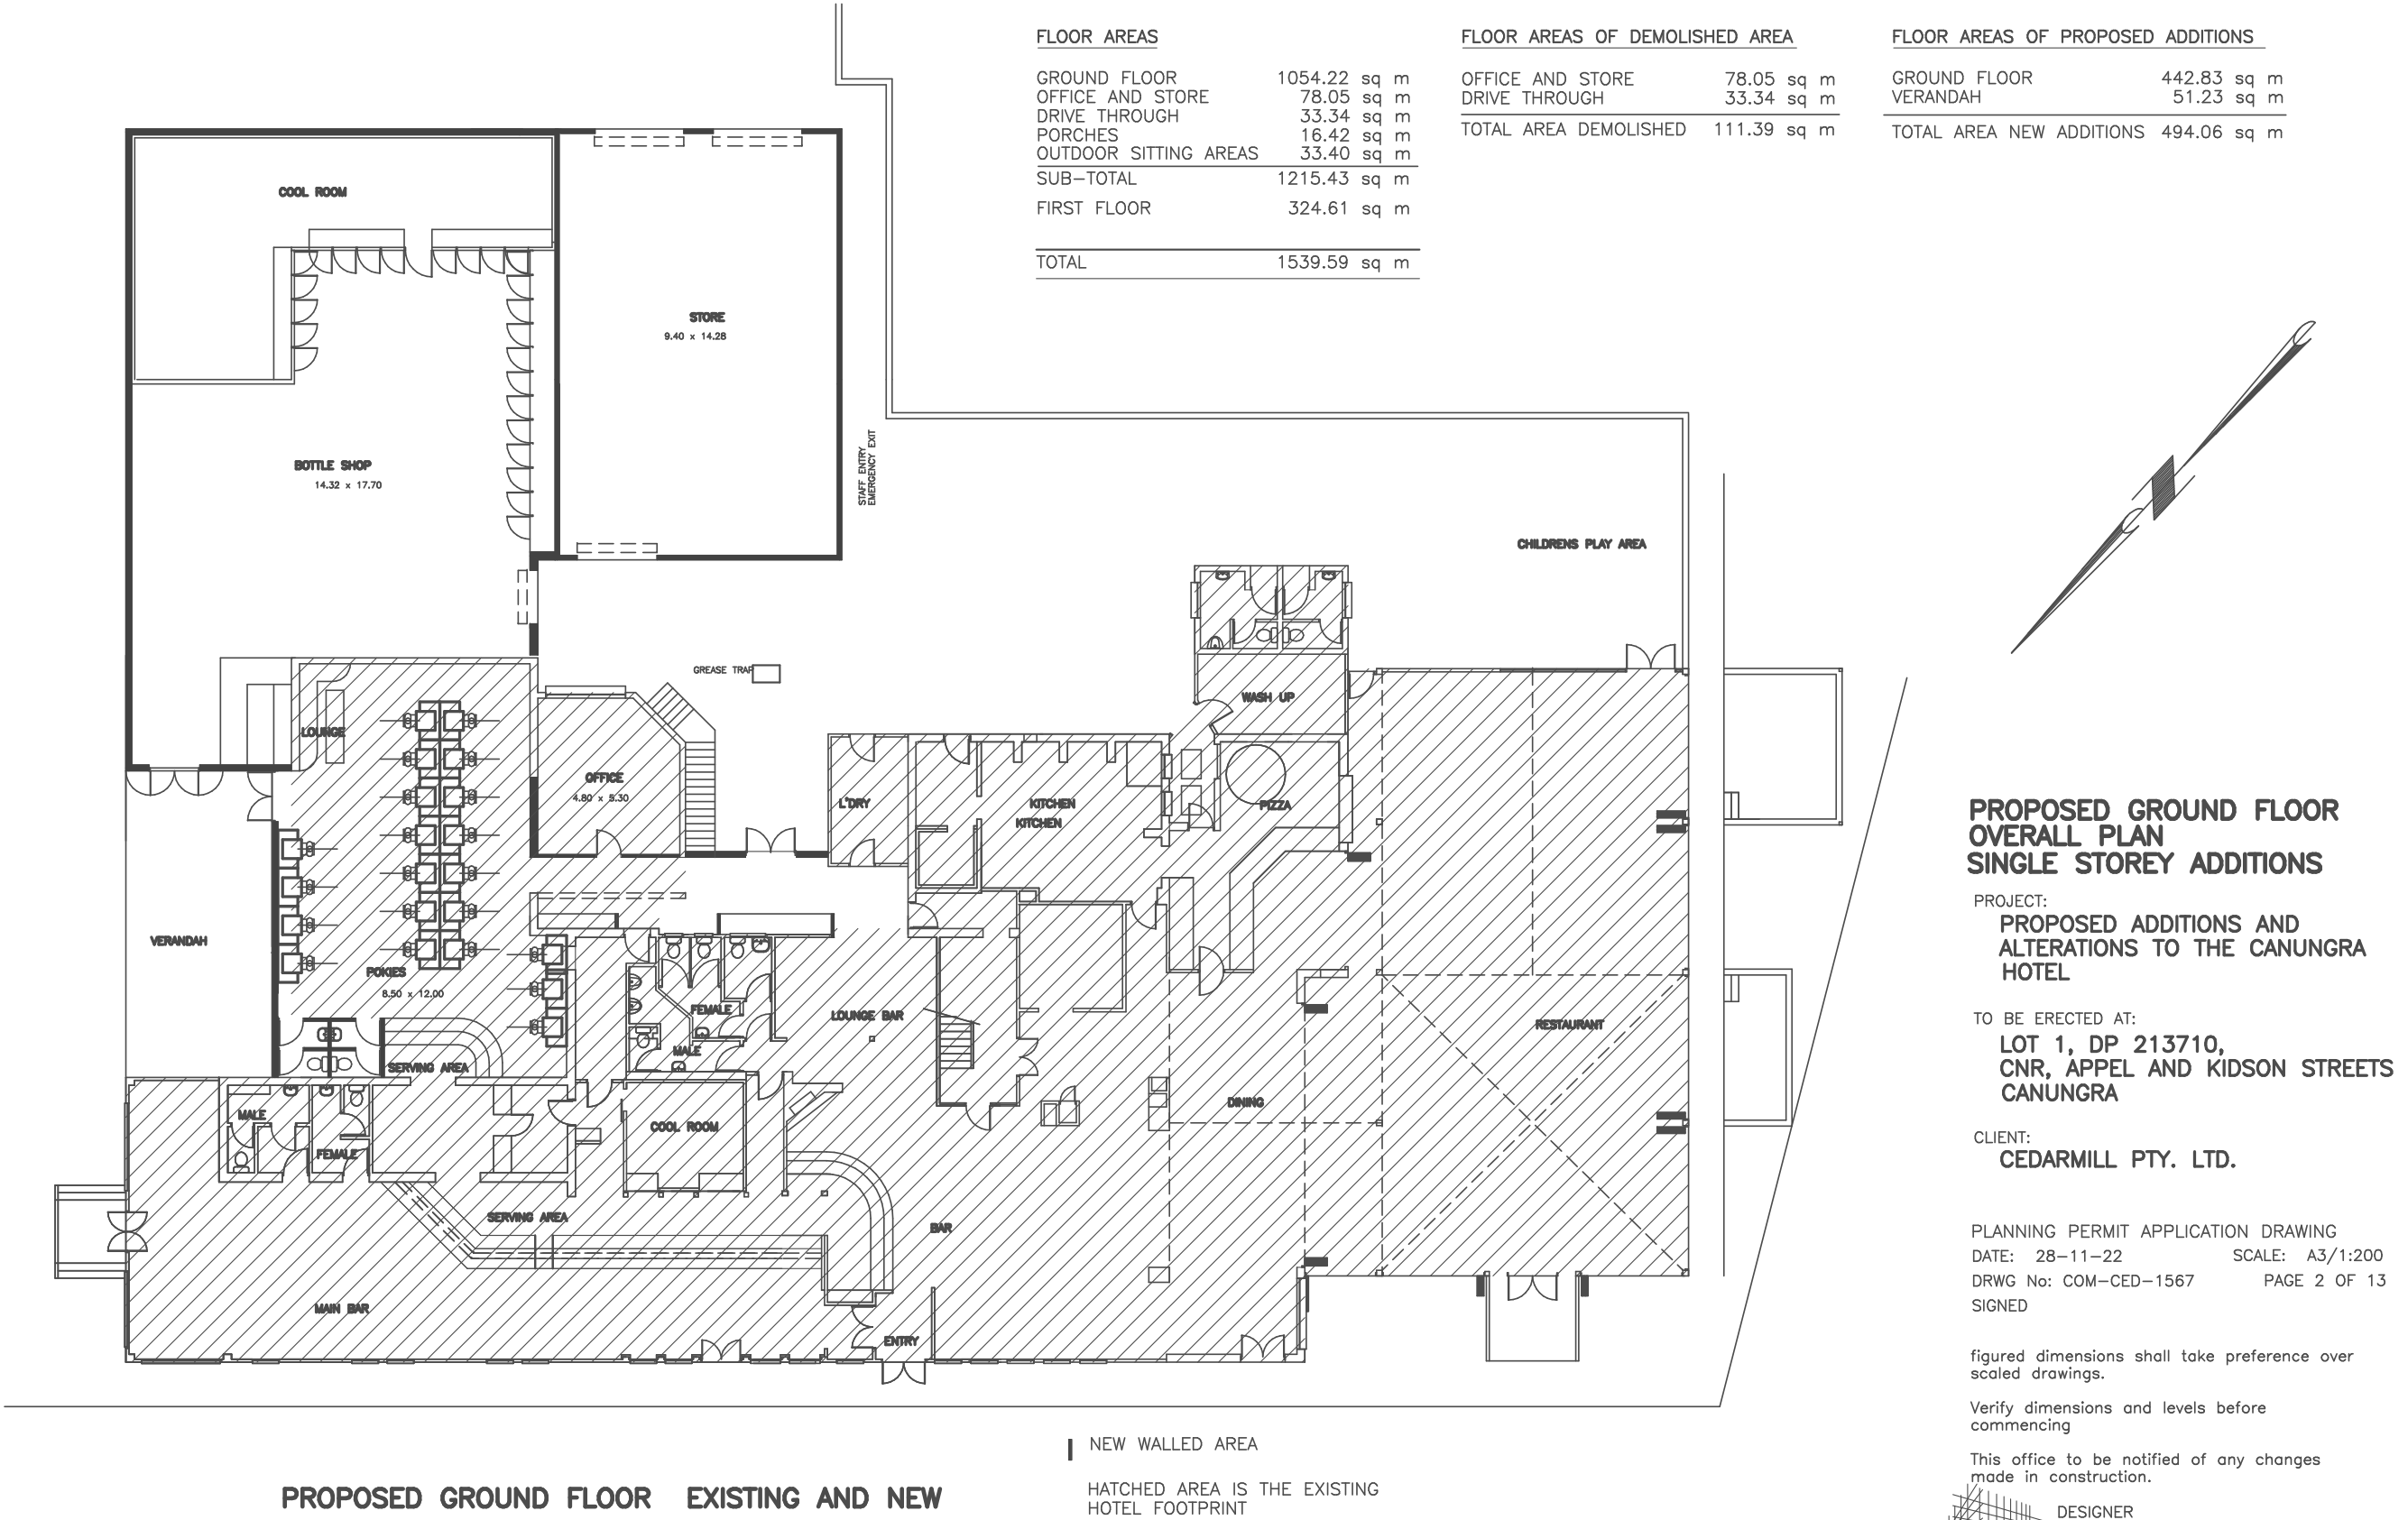 FLOOR AREAS
GROUND FLOOR 1054.22 sq m
OFFICE AND STORE 78.05 sq m
DRIVE THROUGH 33.34 sq m
PORCHES 16.42 sq m
OUTDOOR SITTING AREAS 33.40 sq m
SUB-TOTAL 1215.43 sq m
FIRST FLOOR 324.61 sq m
TOTAL 1539.59 sq m
FLOOR AREAS OF DEMOLISHED AREA
OFFICE AND STORE 78.05 sq m
DRIVE THROUGH 33.34 sq m
TOTAL AREA DEMOLISHED 111.39 sq m
FLOOR AREAS OF PROPOSED ADDITIONS
GROUND FLOOR 442.83 sq m
VERANDAH 51.23 sq m
TOTAL AREA NEW ADDITIONS 494.06 sq m
COOL ROOM
STORE
9.40 x 14.28
BOTTLE SHOP
14.32 x 17.70
STAFF ENTRY
EMERGENCY EXIT
CHILDRENS PLAY AREA
GREASE TRAP
WASH UP
LOUNGE
OFFICE
4.80 x 5.30
L'DRY
KITCHEN
KITCHEN
PIZZA
VERANDAH
POKIES
8.50 x 12.00
FEMALE
LOUNGE BAR
RESTAURANT
MALE
SERVING AREA
DINING
MALE
COOL ROOM
FEMALE
SERVING AREA
BAR
MAIN BAR
ENTRY
PROPOSED GROUND FLOOR
OVERALL PLAN
SINGLE STOREY ADDITIONS
PROJECT:
PROPOSED ADDITIONS AND
ALTERATIONS TO THE CANUNGRA
HOTEL
TO BE ERECTED AT:
LOT 1, DP 213710,
CNR, APPEL AND KIDSON STREETS
CANUNGRA
CLIENT:
CEDARMILL PTY. LTD.
PLANNING PERMIT APPLICATION DRAWING
DATE: 28-11-22 SCALE: A3/1:200
DRWG No: COM-CED-1567 PAGE 2 OF 13
SIGNED
figured dimensions shall take preference over
scaled drawings.
Verify dimensions and levels before
commencing
This office to be notified of any changes
made in construction.
DESIGNER
NEW WALLED AREA
HATCHED AREA IS THE EXISTING
HOTEL FOOTPRINT
PROPOSED GROUND FLOOR EXISTING AND NEW